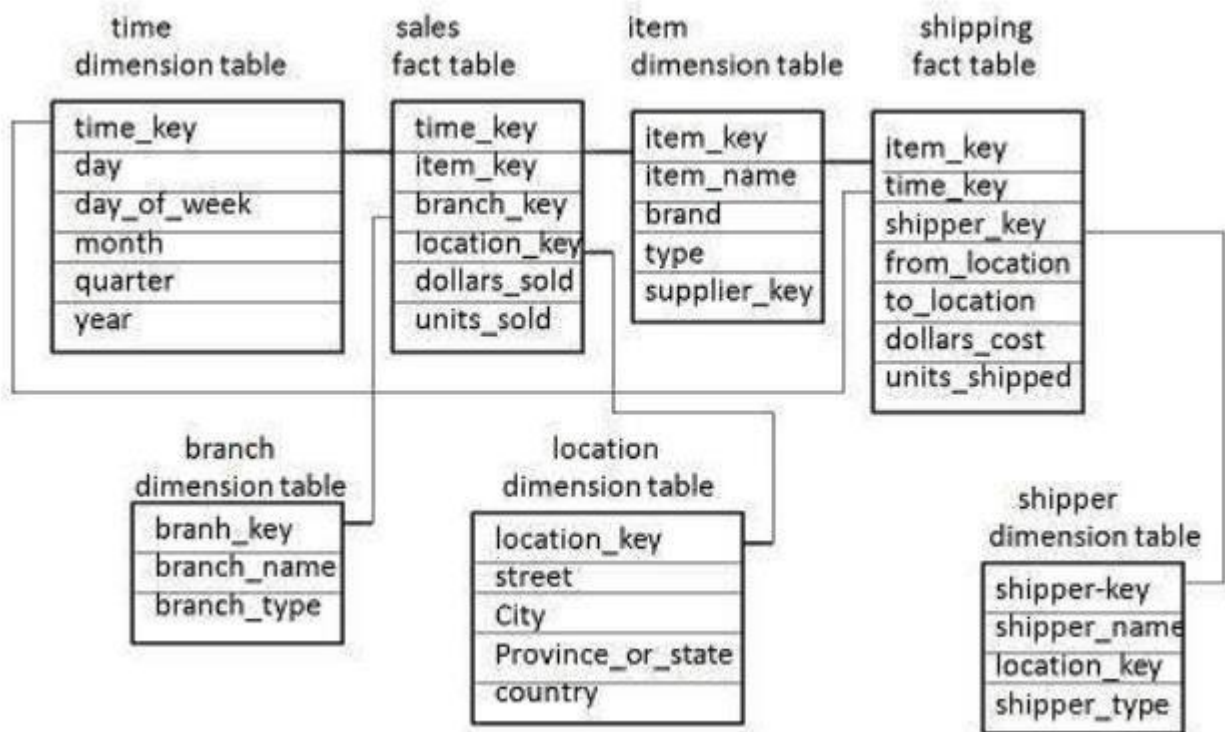 time
dimension table
time_key
day
day_of_week
month
quarter
year
sales
fact table
time_key
item_key
branch_key
location_key
dollars_sold
units_sold
item
dimension table
item_key
item_name
brand
type
supplier_key
shipping
fact table
item_key
time_key
shipper_key
from_location
to_location
dollars_cost
units_shipped
branch
dimension table
branh_key
branch_name
branch_type
location
dimension table
location_key
street
City
Province_or_state
country
shipper
dimension table
shipper-key
shipper_name
location_key
shipper_type